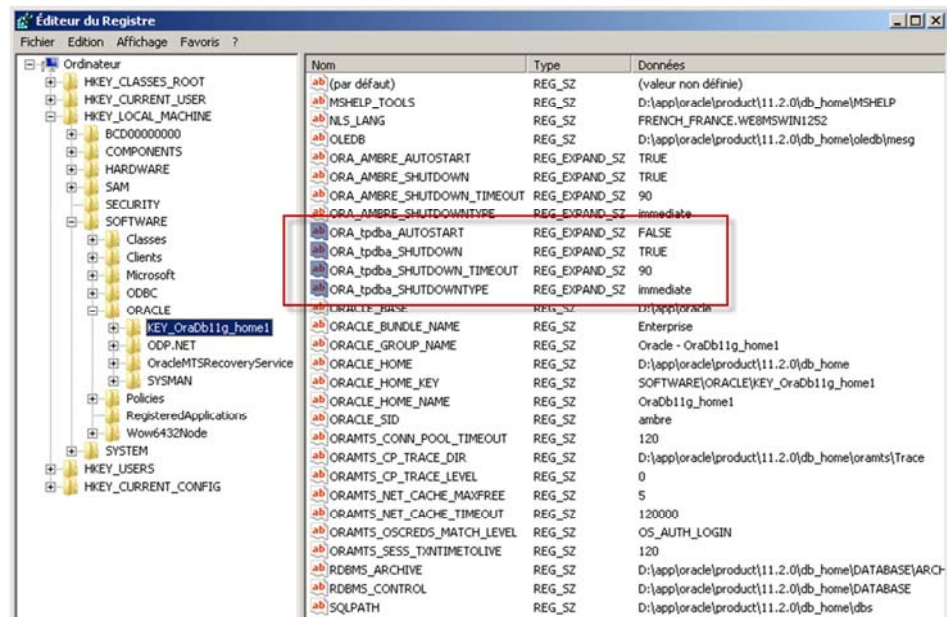 Éditeur du Registre
Fichier Edition Affichage Favoris ?
Ordinateur
HKEY_CLASSES_ROOT
HKEY_CURRENT_USER
HKEY_LOCAL_MACHINE
BCD00000000
COMPONENTS
HARDWARE
SAM
SECURITY
SOFTWARE
Classes
Clients
Microsoft
ODBC
ORACLE
KEY_OraDb11g_home1
ODP.NET
OracleMTSRecoveryService
SYSMAN
Policies
RegisteredApplications
Wow6432Node
SYSTEM
HKEY_USERS
HKEY_CURRENT_CONFIG
Nom Type Données
(par défaut) REG_SZ (valeur non définie)
MSHELP_TOOLS REG_SZ D:\app\oracle\product\11.2.0\db_home\MSHELP
NLS_LANG REG_SZ FRENCH_FRANCE.WE8MSWIN1252
OLEDB REG_SZ D:\app\oracle\product\11.2.0\db_home\oledb\mesg
ORA_AMBRE_AUTOSTART REG_EXPAND_SZ TRUE
ORA_AMBRE_SHUTDOWN REG_EXPAND_SZ TRUE
ORA_AMBRE_SHUTDOWN_TIMEOUT REG_EXPAND_SZ 90
ORA_AMBRE_SHUTDOWNTYPE REG_EXPAND_SZ immediate
ORA_tpdba_AUTOSTART REG_EXPAND_SZ FALSE
ORA_tpdba_SHUTDOWN REG_EXPAND_SZ TRUE
ORA_tpdba_SHUTDOWN_TIMEOUT REG_EXPAND_SZ 90
ORA_tpdba_SHUTDOWNTYPE REG_EXPAND_SZ immediate
ORACLE_BASE REG_SZ D:\app\oracle
ORACLE_BUNDLE_NAME REG_SZ Enterprise
ORACLE_GROUP_NAME REG_SZ Oracle - OraDb11g_home1
ORACLE_HOME REG_SZ D:\app\oracle\product\11.2.0\db_home
ORACLE_HOME_KEY REG_SZ SOFTWARE\ORACLE\KEY_OraDb11g_home1
ORACLE_HOME_NAME REG_SZ OraDb11g_home1
ORACLE_SID REG_SZ ambre
ORAMTS_CONN_POOL_TIMEOUT REG_SZ 120
ORAMTS_CP_TRACE_DIR REG_SZ D:\app\oracle\product\11.2.0\db_home\oramts\Trace
ORAMTS_CP_TRACE_LEVEL REG_SZ 0
ORAMTS_NET_CACHE_MAXFREE REG_SZ 5
ORAMTS_NET_CACHE_TIMEOUT REG_SZ 120000
ORAMTS_OSCREDS_MATCH_LEVEL REG_SZ OS_AUTH_LOGIN
ORAMTS_SESS_TXNTIMETOLIVE REG_SZ 120
RDBMS_ARCHIVE REG_SZ D:\app\oracle\product\11.2.0\db_home\DATABASE\ARCH
RDBMS_CONTROL REG_SZ D:\app\oracle\product\11.2.0\db_home\DATABASE
SQLPATH REG_SZ D:\app\oracle\product\11.2.0\db_home\dbs